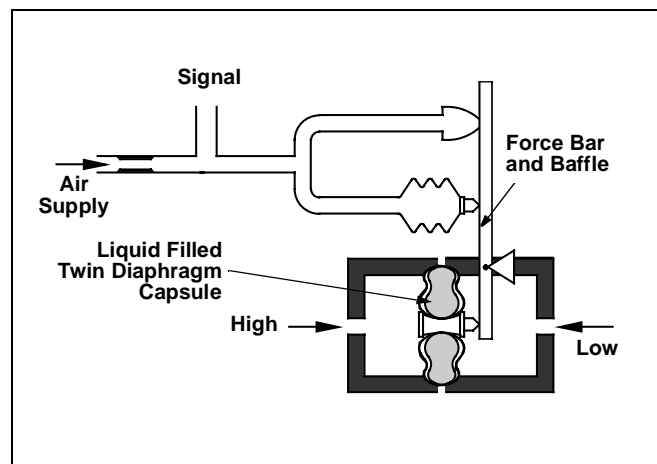 Signal
Force Bar
and Baffle
Air
Supply
Liquid Filled
Twin Diaphragm
Capsule
High
Low